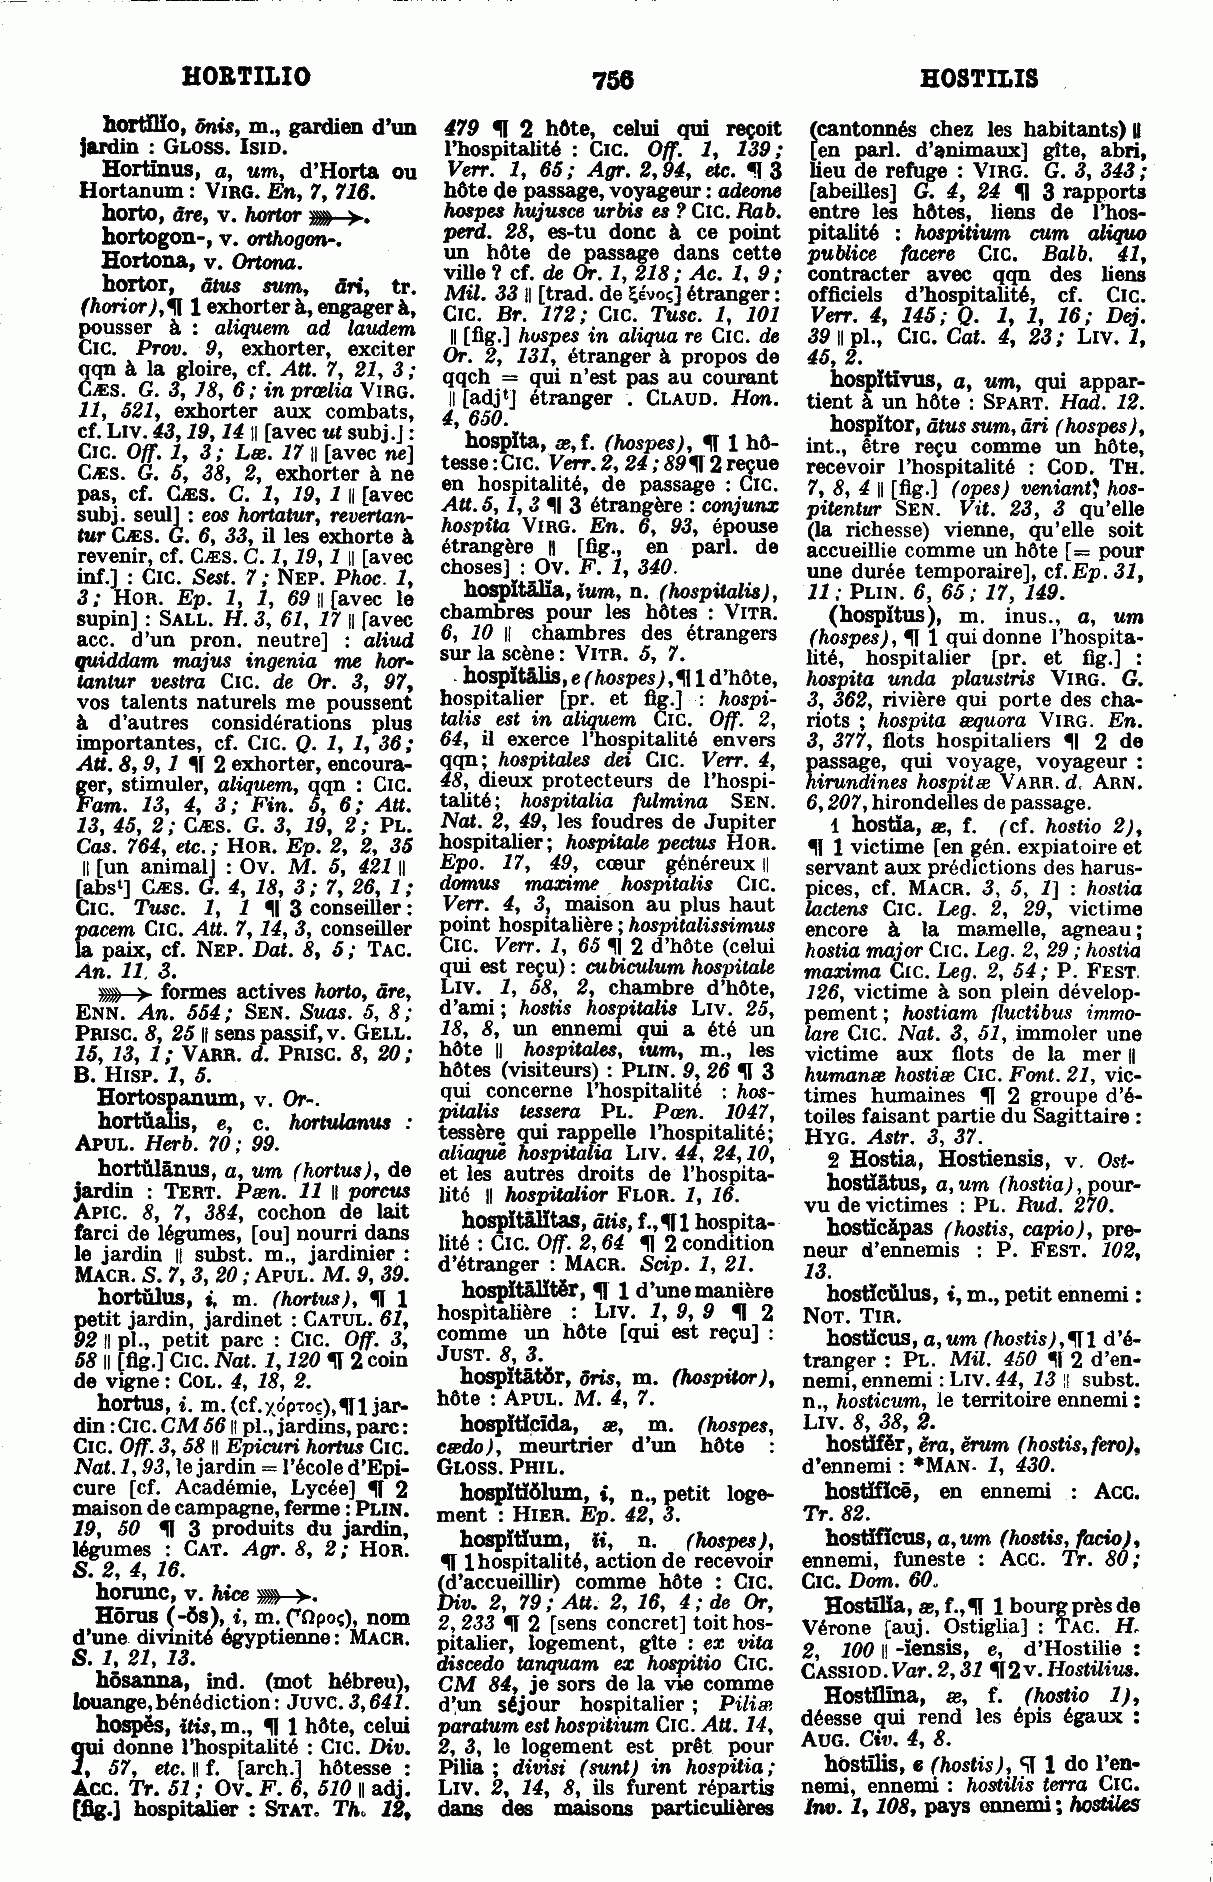 HORTILIO
756
HOSTILIS
hortĭlĭo, ōnis, m., gardien d'un
jardin : GLOSS. ISID.
Hortīnus, a, um, d'Horta ou
Hortanum : VIRG. En, 7, 716.
horto, āre, v. hortor ⟫→.
hortogon-, v. orthogon-.
Hortona, v. Ortona.
hortor, ātus sum, āri, tr.
(horior), ¶ 1 exhorter à, engager à,
pousser à : aliquem ad laudem
CIC. Prov. 9, exhorter, exciter
qqn à la gloire, cf. Att. 7, 21, 3 ;
CÆS. G. 3, 18, 6 ; in prœlia VIRG.
11, 521, exhorter aux combats,
cf. LIV. 43, 19, 14 || [avec ut subj.] :
CIC. Off. 1, 3 ; Læ. 17 || [avec ne]
CÆS. G. 5, 38, 2, exhorter à ne
pas, cf. CÆS. C. 1, 19, 1 || [avec
subj. seul] : eos hortatur, revertan-
tur CÆS. G. 6, 33, il les exhorte à
revenir, cf. CÆS. C. 1, 19, 1 || [avec
inf.] : CIC. Sest. 7 ; NEP. Phoc. 1,
3 ; HOR. Ep. 1, 1, 69 || [avec le
supin] : SALL. H. 3, 61, 17 || [avec
acc. d'un pron. neutre] : aliud
quiddam majus ingenia me hor-
tantur vestra CIC. de Or. 3, 97,
vos talents naturels me poussent
à d'autres considérations plus
importantes, cf. CIC. Q. 1, 1, 36 ;
Att. 8, 9, 1 ¶ 2 exhorter, encoura-
ger, stimuler, aliquem, qqn : CIC.
Fam. 13, 4, 3 ; Fin. 5, 6 ; Att.
13, 45, 2 ; CÆS. G. 3, 19, 2 ; PL.
Cas. 764, etc. ; HOR. Ep. 2, 2, 35
|| [un animal] : OV. M. 5, 421 ||
[absᵗ] CÆS. G. 4, 18, 3 ; 7, 26, 1 ;
CIC. Tusc. 1, 1 ¶ 3 conseiller :
pacem CIC. Att. 7, 14, 3, conseiller
la paix, cf. NEP. Dat. 8, 5 ; TAC.
An. 11, 3.
⟫→ formes actives horto, āre,
ENN. An. 554 ; SEN. Suas. 5, 8 ;
PRISC. 8, 25 || sens passif, v. GELL.
15, 13, 1 ; VARR. d. PRISC. 8, 20 ;
B. HISP. 1, 5.
Hortospanum, v. Or-.
hortŭalis, e, c. hortulanus :
APUL. Herb. 70 ; 99.
hortŭlānus, a, um (hortus), de
jardin : TERT. Pæn. 11 || porcus
APIC. 8, 7, 384, cochon de lait
farci de légumes, [ou] nourri dans
le jardin || subst. m., jardinier :
MACR. S. 7, 3, 20 ; APUL. M. 9, 39.
hortŭlus, i, m. (hortus), ¶ 1
petit jardin, jardinet : CATUL. 61,
92 || pl., petit parc : CIC. Off. 3,
58 || [fig.] CIC. Nat. 1, 120 ¶ 2 coin
de vigne : COL. 4, 18, 2.
hortus, i. m. (cf. χόρτος), ¶ 1 jar-
din : CIC. CM 56 || pl., jardins, parc :
CIC. Off. 3, 58 || Epicuri hortus CIC.
Nat. 1, 93, le jardin = l'école d'Epi-
cure [cf. Académie, Lycée] ¶ 2
maison de campagne, ferme : PLIN.
19, 50 ¶ 3 produits du jardin,
légumes : CAT. Agr. 8, 2 ; HOR.
S. 2, 4, 16.
horunc, v. hice ⟫→.
Hōrus (-ŏs), i, m. (Ὧρος), nom
d'une divinité égyptienne : MACR.
S. 1, 21, 13.
hōsanna, ind. (mot hébreu),
louange, bénédiction : JUVC. 3, 641.
hospĕs, ĭtis, m., ¶ 1 hôte, celui
qui donne l'hospitalité : CIC. Div.
1, 57, etc. || f. [arch.] hôtesse :
ACC. Tr. 51 ; OV. F. 6, 510 || adj.
[fig.] hospitalier : STAT. Th. 12,
479 ¶ 2 hôte, celui qui reçoit
l'hospitalité : CIC. Off. 1, 139 ;
Verr. 1, 65 ; Agr. 2, 94, etc. ¶ 3
hôte de passage, voyageur : adeone
hospes hujusce urbis es ? CIC. Rab.
perd. 28, es-tu donc à ce point
un hôte de passage dans cette
ville ? cf. de Or. 1, 218 ; Ac. 1, 9 ;
Mil. 33 || [trad. de ξένος] étranger :
CIC. Br. 172 ; CIC. Tusc. 1, 101
|| [fig.] hospes in aliqua re CIC. de
Or. 2, 131, étranger à propos de
qqch = qui n'est pas au courant
|| [adjᵗ] étranger : CLAUD. Hon.
4, 650.
hospĭta, æ, f. (hospes), ¶ 1 hô-
tesse : CIC. Verr. 2, 24 ; 89 ¶ 2 reçue
en hospitalité, de passage : CIC.
Att. 5, 1, 3 ¶ 3 étrangère : conjunx
hospita VIRG. En. 6, 93, épouse
étrangère || [fig., en parl. de
choses] : OV. F. 1, 340.
hospĭtālĭa, ium, n. (hospitalis),
chambres pour les hôtes : VITR.
6, 10 || chambres des étrangers
sur la scène : VITR. 5, 7.
hospĭtālis, e (hospes), ¶ 1 d'hôte,
hospitalier [pr. et fig.] : hospi-
talis est in aliquem CIC. Off. 2,
64, il exerce l'hospitalité envers
qqn ; hospitales dei CIC. Verr. 4,
48, dieux protecteurs de l'hospi-
talité ; hospitalia fulmina SEN.
Nat. 2, 49, les foudres de Jupiter
hospitalier ; hospitale pectus HOR.
Epo. 17, 49, cœur généreux ||
domus maxime hospitalis CIC.
Verr. 4, 3, maison au plus haut
point hospitalière ; hospitalissimus
CIC. Verr. 1, 65 ¶ 2 d'hôte (celui
qui est reçu) : cubiculum hospitale
LIV. 1, 58, 2, chambre d'hôte,
d'ami ; hostis hospitalis LIV. 25,
18, 8, un ennemi qui a été un
hôte || hospitales, ium, m., les
hôtes (visiteurs) : PLIN. 9, 26 ¶ 3
qui concerne l'hospitalité : hos-
pitalis tessera PL. Pœn. 1047,
tessère qui rappelle l'hospitalité ;
aliaque hospitalia LIV. 44, 24, 10,
et les autres droits de l'hospita-
lité || hospitalior FLOR. 1, 16.
hospĭtālĭtas, ātis, f., ¶ 1 hospita-
lité : CIC. Off. 2, 64 ¶ 2 condition
d'étranger : MACR. Scip. 1, 21.
hospĭtālĭtĕr, ¶ 1 d'une manière
hospitalière : LIV. 1, 9, 9 ¶ 2
comme un hôte [qui est reçu] :
JUST. 8, 3.
hospĭtātŏr, ōris, m. (hospitor),
hôte : APUL. M. 4, 7.
hospĭtĭcīda, æ, m. (hospes,
cædo), meurtrier d'un hôte :
GLOSS. PHIL.
hospĭtĭŏlum, i, n., petit loge-
ment : HIER. Ep. 42, 3.
hospĭtĭum, ĭi, n. (hospes),
¶ 1 hospitalité, action de recevoir
(d'accueillir) comme hôte : CIC.
Div. 2, 79 ; Att. 2, 16, 4 ; de Or,
2, 233 ¶ 2 [sens concret] toit hos-
pitalier, logement, gîte : ex vita
discedo tanquam ex hospitio CIC.
CM 84, je sors de la vie comme
d'un séjour hospitalier ; Piliæ
paratum est hospitium CIC. Att. 14,
2, 3, le logement est prêt pour
Pilia ; divisi (sunt) in hospitia ;
LIV. 2, 14, 8, ils furent répartis
dans des maisons particulières
(cantonnés chez les habitants) ||
[en parl. d'animaux] gîte, abri,
lieu de refuge : VIRG. G. 3, 343 ;
[abeilles] G. 4, 24 ¶ 3 rapports
entre les hôtes, liens de l'hos-
pitalité : hospitium cum aliquo
publice facere CIC. Balb. 41,
contracter avec qqn des liens
officiels d'hospitalité, cf. CIC.
Verr. 4, 145 ; Q. 1, 1, 16 ; Dej.
39 || pl., CIC. Cat. 4, 23 ; LIV. 1,
45, 2.
hospĭtīvus, a, um, qui appar-
tient à un hôte : SPART. Had. 12.
hospĭtor, ātus sum, āri (hospes),
int., être reçu comme un hôte,
recevoir l'hospitalité : COD. TH.
7, 8, 4 || [fig.] (opes) veniant, hos-
pitentur SEN. Vit. 23, 3 qu'elle
(la richesse) vienne, qu'elle soit
accueillie comme un hôte [= pour
une durée temporaire], cf. Ep. 31,
11 ; PLIN. 6, 65 ; 17, 149.
(hospĭtus), m. inus., a, um
(hospes), ¶ 1 qui donne l'hospita-
lité, hospitalier [pr. et fig.] :
hospita unda plaustris VIRG. G.
3, 362, rivière qui porte des cha-
riots ; hospita æquora VIRG. En.
3, 377, flots hospitaliers ¶ 2 de
passage, qui voyage, voyageur :
hirundines hospitæ VARR. d. ARN.
6, 207, hirondelles de passage.
1 hostĭa, æ, f. (cf. hostio 2),
¶ 1 victime [en gén. expiatoire et
servant aux prédictions des harus-
pices, cf. MACR. 3, 5, 1] : hostia
lactens CIC. Leg. 2, 29, victime
encore à la mamelle, agneau ;
hostia major CIC. Leg. 2, 29 ; hostia
maxima CIC. Leg. 2, 54 ; P. FEST.
126, victime à son plein dévelop-
pement ; hostiam fluctibus immo-
lare CIC. Nat. 3, 51, immoler une
victime aux flots de la mer ||
humanæ hostiæ CIC. Font. 21, vic-
times humaines ¶ 2 groupe d'é-
toiles faisant partie du Sagittaire :
HYG. Astr. 3, 37.
2 Hostia, Hostiensis, v. Ost-
hostĭātus, a, um (hostia), pour-
vu de victimes : PL. Rud. 270.
hostĭcăpas (hostis, capio), pre-
neur d'ennemis : P. FEST. 102,
13.
hostĭcŭlus, i, m., petit ennemi :
NOT. TIR.
hostĭcus, a, um (hostis), ¶ 1 d'é-
tranger : PL. Mil. 450 ¶ 2 d'en-
nemi, ennemi : LIV. 44, 13 || subst.
n., hosticum, le territoire ennemi :
LIV. 8, 38, 2.
hostĭfĕr, ĕra, ĕrum (hostis, fero),
d'ennemi : *MAN. 1, 430.
hostĭfĭcē, en ennemi : ACC.
Tr. 82.
hostĭfĭcus, a, um (hostis, facio),
ennemi, funeste : ACC. Tr. 80 ;
CIC. Dom. 60.
Hostīlĭa, æ, f., ¶ 1 bourg près de
Vérone [auj. Ostiglia] : TAC. H.
2, 100 || -iensis, e, d'Hostilie :
CASSIOD. Var. 2, 31 ¶ 2 v. Hostilius.
Hostĭlīna, æ, f. (hostio 1),
déesse qui rend les épis égaux :
AUG. Civ. 4, 8.
hostīlis, e (hostis), ¶ 1 de l'en-
nemi, ennemi : hostilis terra CIC.
Inv. 1, 108, pays ennemi ; hostiles